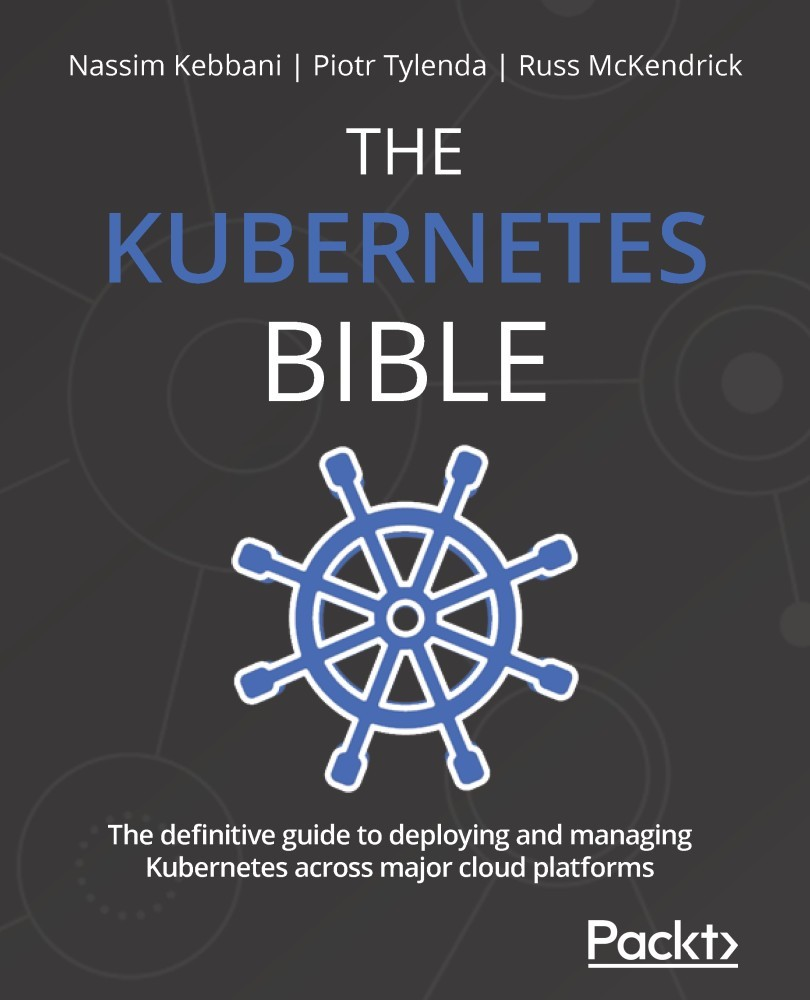 Nassim Kebbani | Piotr Tylenda | Russ McKendrick
THE
KUBERNETES
BIBLE
The definitive guide to deploying and managing
Kubernetes across major cloud platforms
Packt>